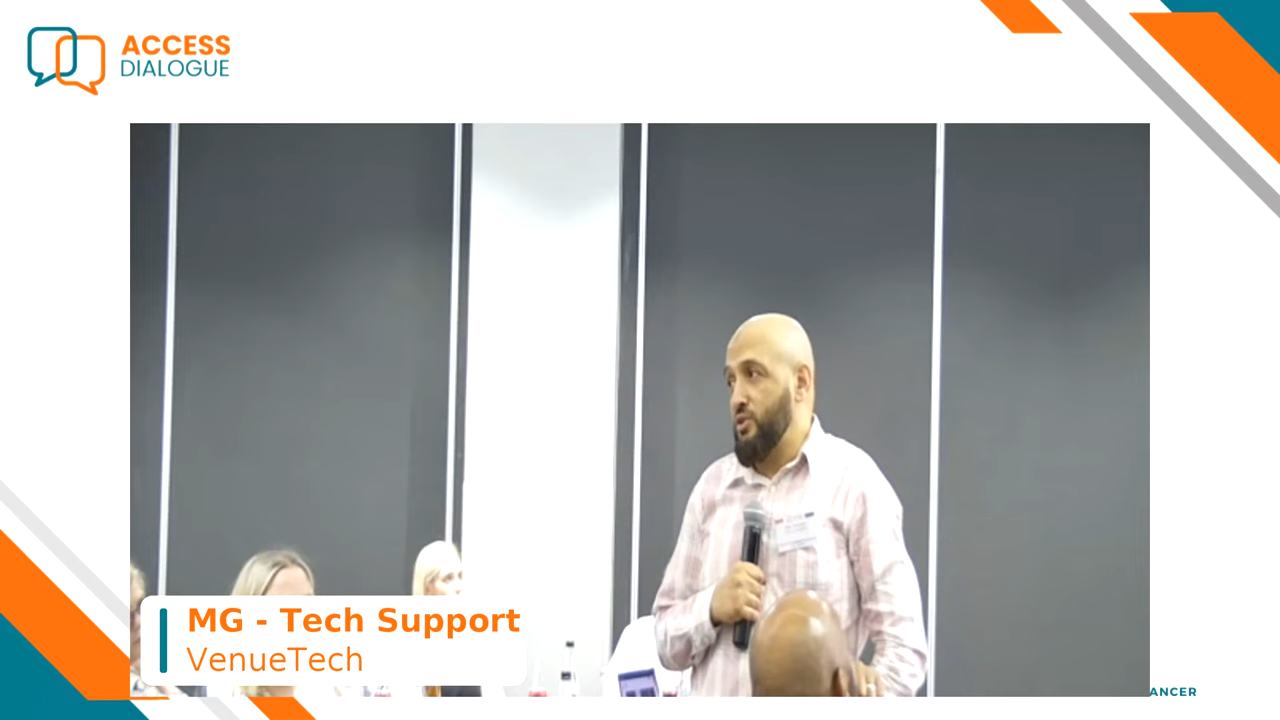 ACCESS
DIALOGUE
MG - Tech Support
VenueTech
ANCER